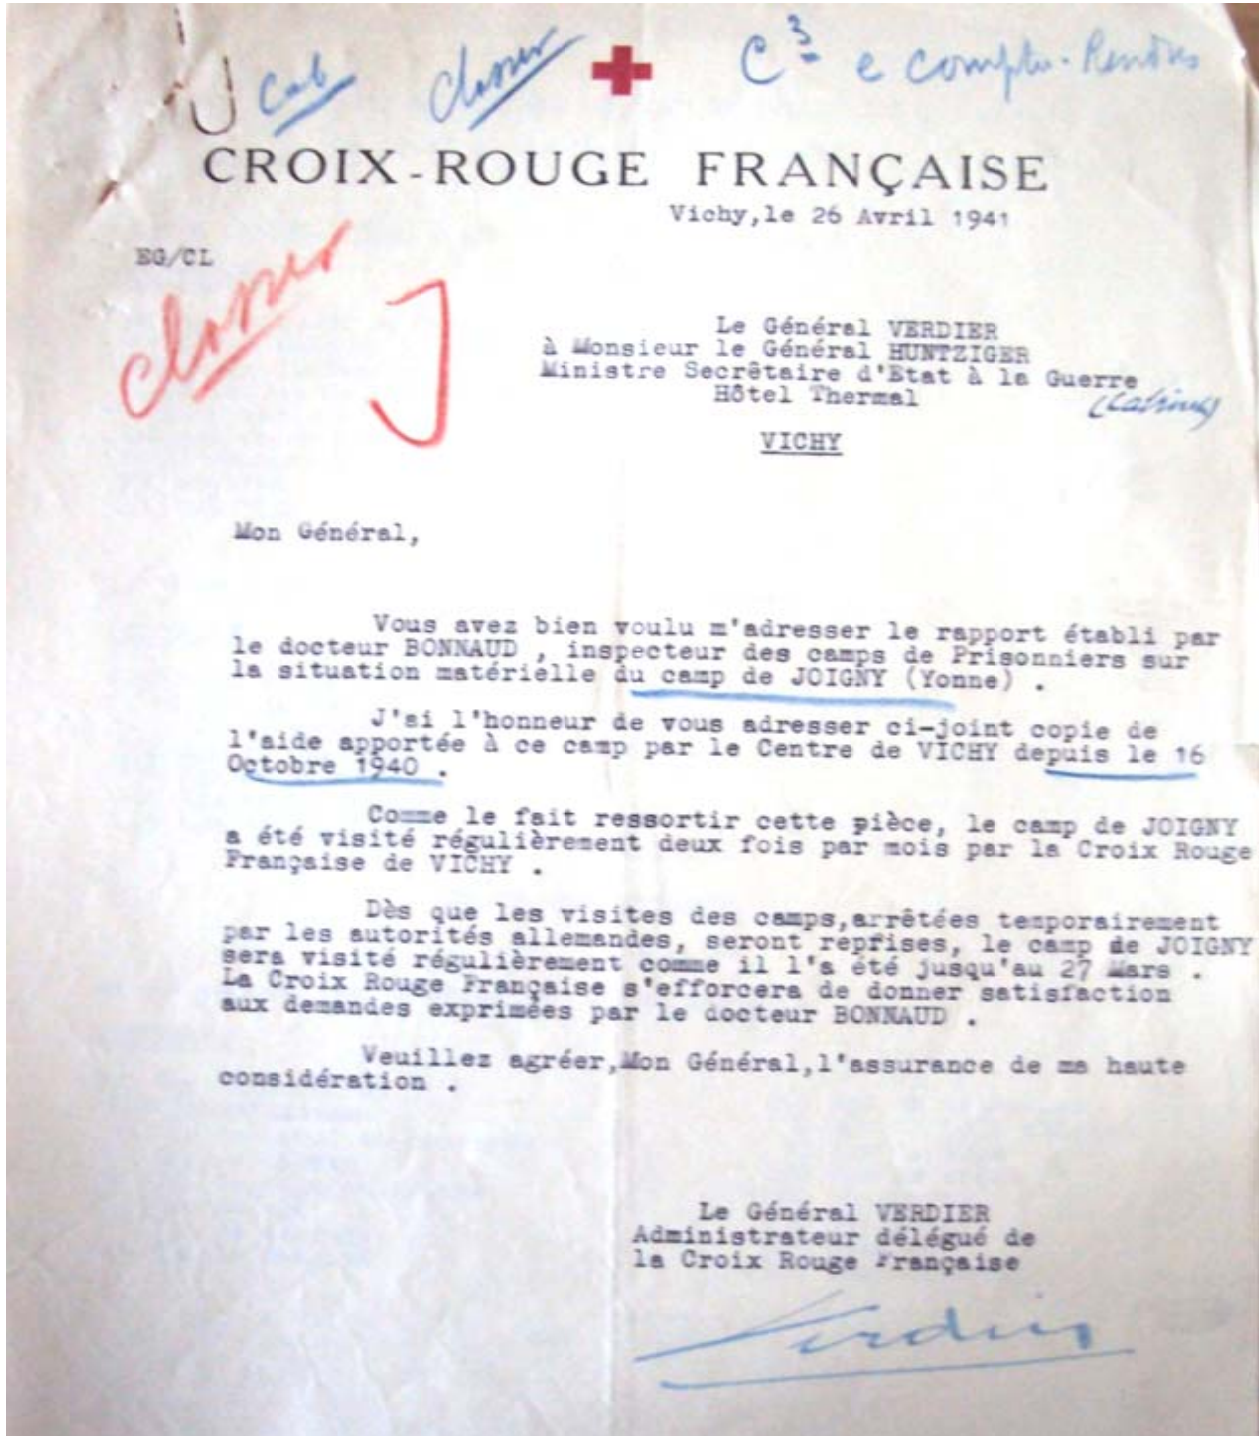 Cab classer C3 e compte-Rendus
CROIX-ROUGE FRANÇAISE
Vichy,le 26 Avril 1941
EG/CL
classer
Le Général VERDIER
à Monsieur le Général HUNTZIGER
Ministre Secrêtaire d'Etat à la Guerre
Hôtel Thermal (Cabinet)
VICHY
Mon Général,
Vous avez bien voulu m'adresser le rapport établi par
le docteur BONNAUD , inspecteur des camps de Prisonniers sur
la situation matérielle du camp de JOIGNY (Yonne) .
J'ai l'honneur de vous adresser ci-joint copie de
l'aide apportée à ce camp par le Centre de VICHY depuis le 16
Octobre 1940 .
Comme le fait ressortir cette pièce, le camp de JOIGNY
a été visité régulièrement deux fois par mois par la Croix Rouge
Française de VICHY .
Dès que les visites des camps,arrêtées temporairement
par les autorités allemandes, seront reprises, le camp de JOIGNY
sera visité régulièrement comme il l'a été jusqu'au 27 Mars .
La Croix Rouge Française s'efforcera de donner satisfaction
aux demandes exprimées par le docteur BONNAUD .
Veuillez agréer,Mon Général,l'assurance de ma haute
considération .
Le Général VERDIER
Administrateur délégué de
la Croix Rouge Française
Verdier